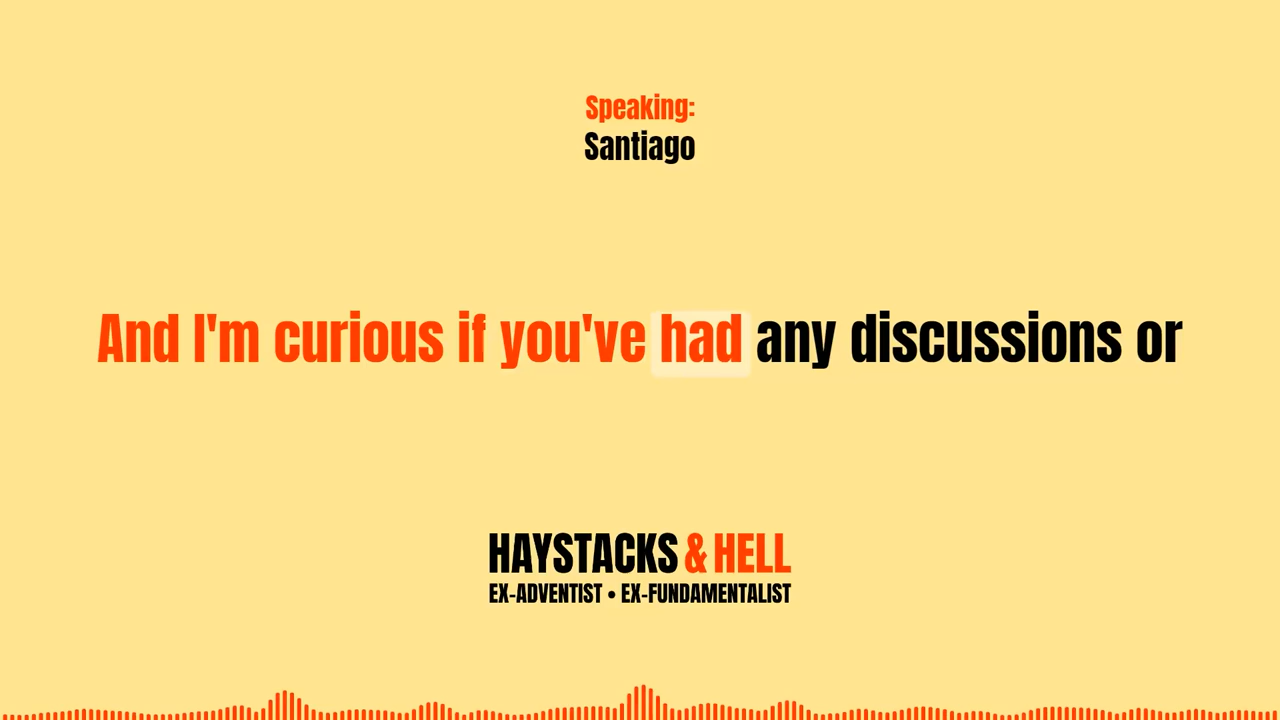 Speaking:
Santiago
And I'm curious if you've had any discussions or
HAYSTACKS & HELL
EX-ADVENTIST • EX-FUNDAMENTALIST